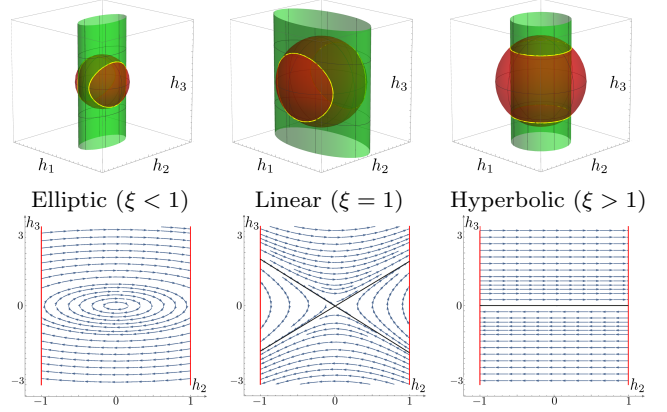 h₃ h₃ h₃
h₁ h₂ h₁ h₂ h₁ h₂
Elliptic (ξ < 1) Linear (ξ = 1) Hyperbolic (ξ > 1)
h₃ h₃ h₃
3 3 3
0 0 0
−3 −3 −3
h₂ h₂ h₂
−1 0 1 −1 0 1 −1 0 1